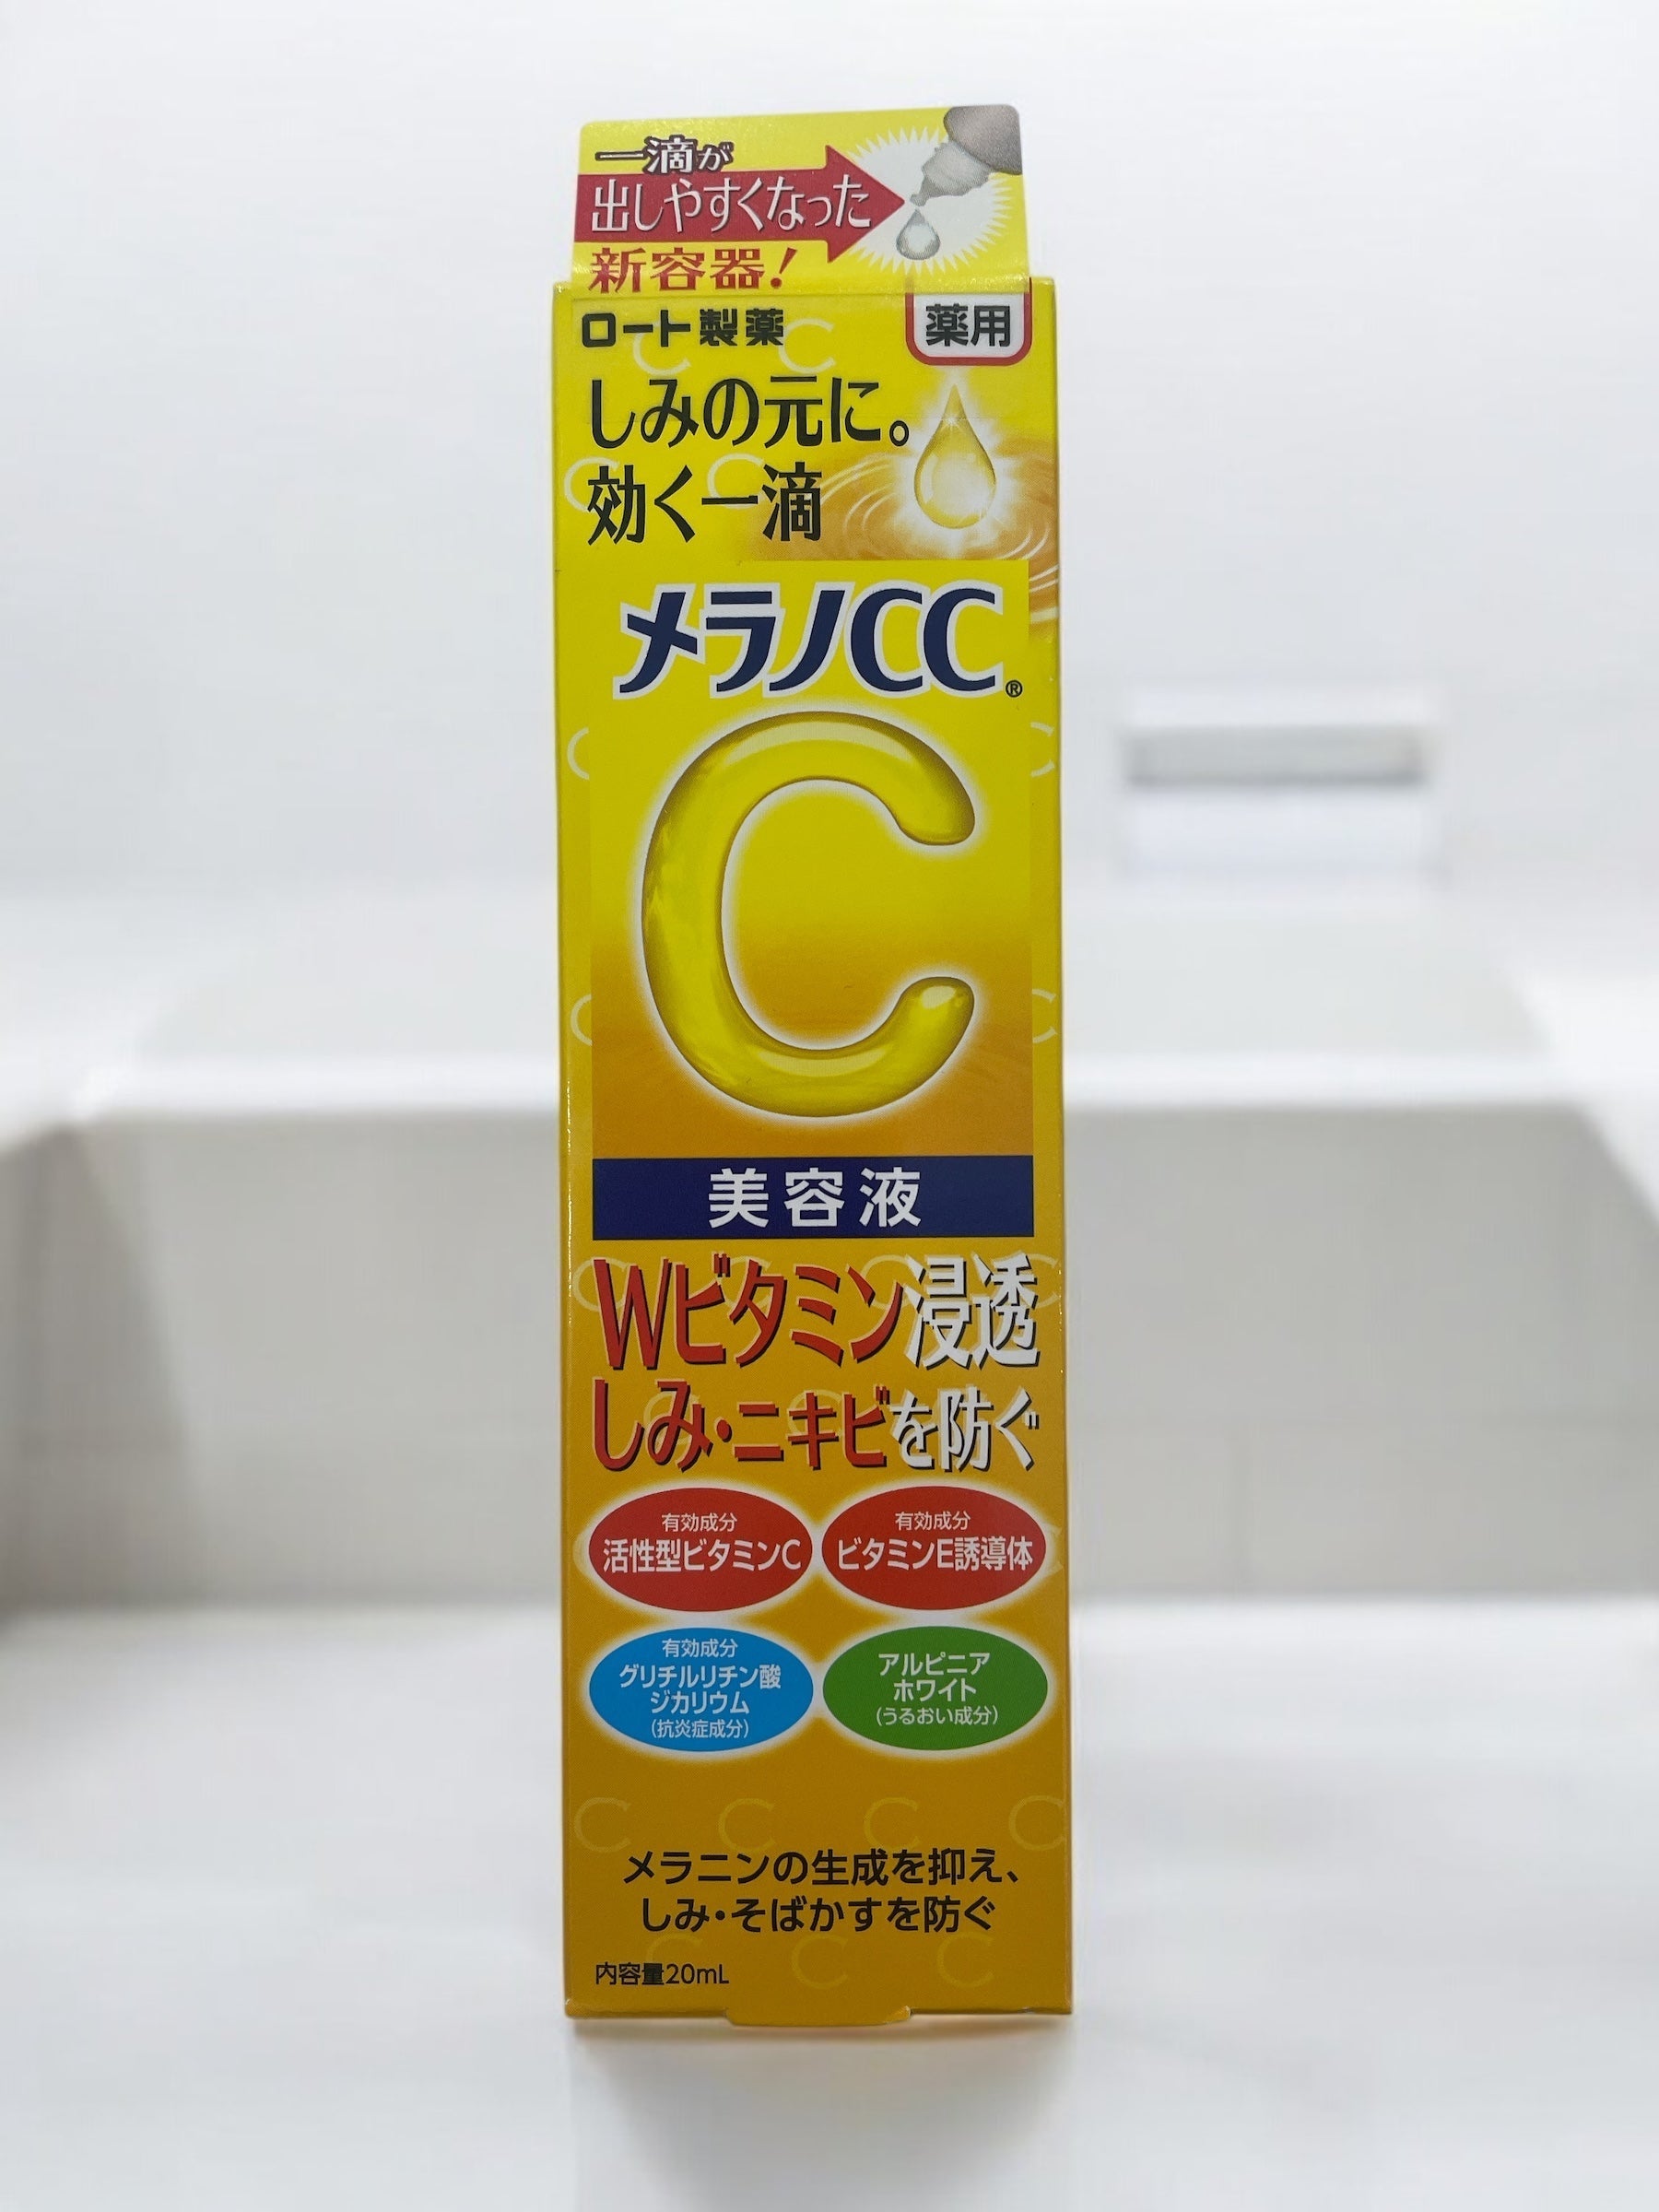 一滴が
出しやすくなった
新容器!
ロート製薬
薬用
しみの元に。
効く一滴
メラノCC®
C
美容液
Wビタミン浸透
しみ・ニキビを防ぐ
有効成分
活性型ビタミンC
有効成分
ビタミンE誘導体
有効成分
グリチルリチン酸
ジカリウム
(抗炎症成分)
アルピニア
ホワイト
(うるおい成分)
メラニンの生成を抑え、
しみ・そばかすを防ぐ
内容量20mL